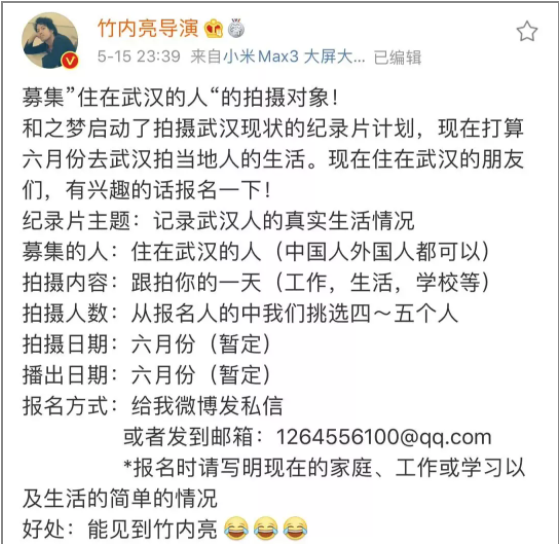 竹内亮导演
5-15 23:39 来自小米Max3 大屏大... 已编辑
募集”住在武汉的人“的拍摄对象！
和之梦启动了拍摄武汉现状的纪录片计划，现在打算
六月份去武汉拍当地人的生活。现在住在武汉的朋友
们，有兴趣的话报名一下！
纪录片主题：记录武汉人的真实生活情况
募集的人：住在武汉的人（中国人外国人都可以）
拍摄内容：跟拍你的一天（工作，生活，学校等）
拍摄人数：从报名人的中我们挑选四～五个人
拍摄日期：六月份（暂定）
播出日期：六月份（暂定）
报名方式：给我微博发私信
或者发到邮箱：1264556100@qq.com
*报名时请写明现在的家庭、工作或学习以
及生活的简单的情况
好处：能见到竹内亮😂😂😂